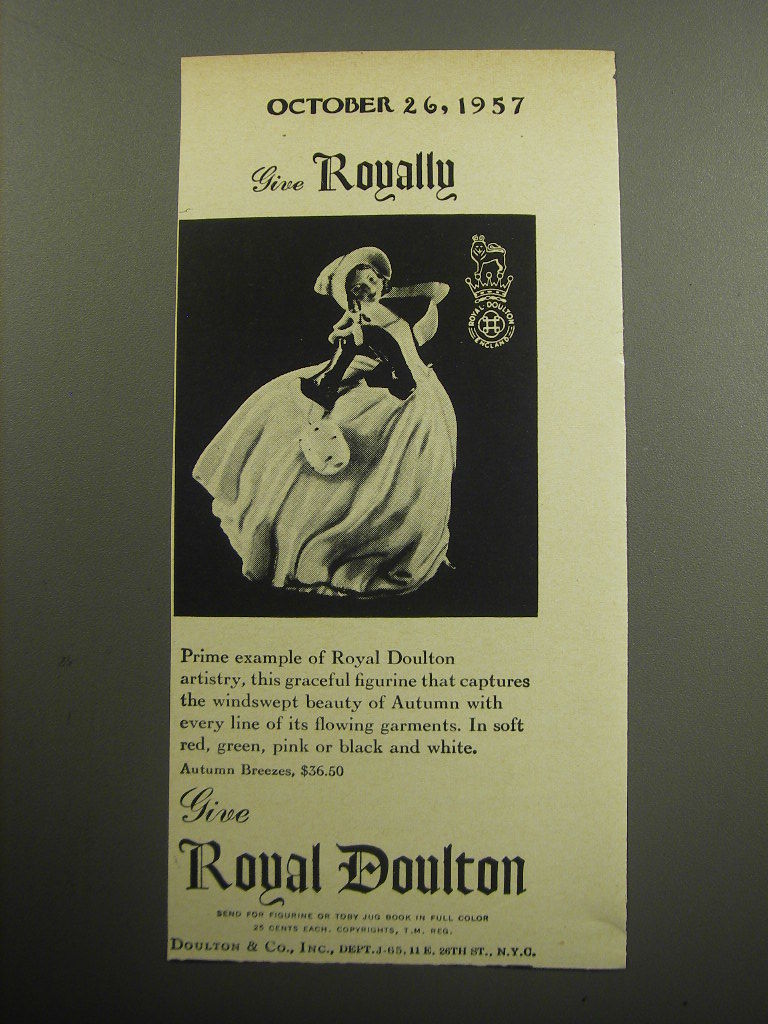 OCTOBER 26, 1957
Give Royally
ROYAL DOULTON
ENGLAND
Prime example of Royal Doulton
artistry, this graceful figurine that captures
the windswept beauty of Autumn with
every line of its flowing garments. In soft
red, green, pink or black and white.
Autumn Breezes, $36.50
Give
Royal Doulton
SEND FOR FIGURINE OR TOBY JUG BOOK IN FULL COLOR
25 CENTS EACH. COPYRIGHTS, T.M. REG.
DOULTON & CO., INC., DEPT. J-65, 11 E. 26TH ST., N.Y.C.